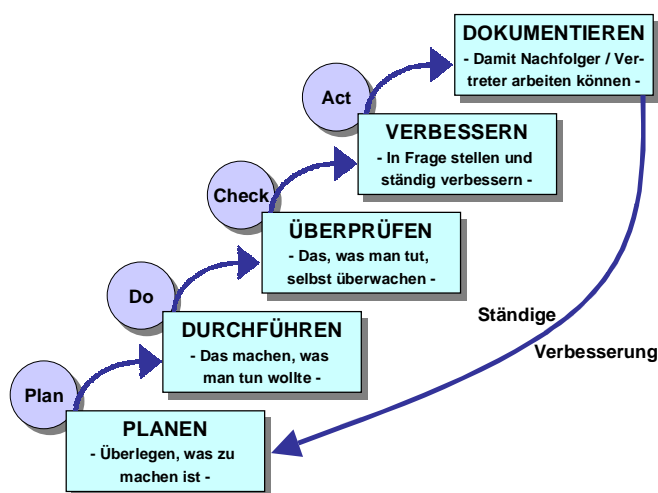 DOKUMENTIEREN
- Damit Nachfolger / Ver-
treter arbeiten können -
Act
VERBESSERN
- In Frage stellen und
ständig verbessern -
Check
ÜBERPRÜFEN
- Das, was man tut,
selbst überwachen -
Do
DURCHFÜHREN
- Das machen, was
man tun wollte -
Ständige
Verbesserung
Plan
PLANEN
- Überlegen, was zu
machen ist -